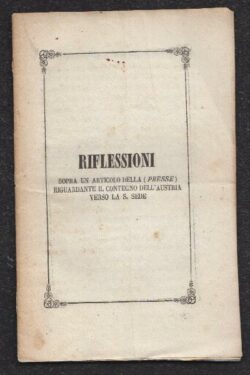 RIFLESSIONI
SOPRA UN ARTICOLO DELLA (PRESSE)
RIGUARDANTE IL CONTEGNO DELL'AUSTRIA
VERSO LA S. SEDE